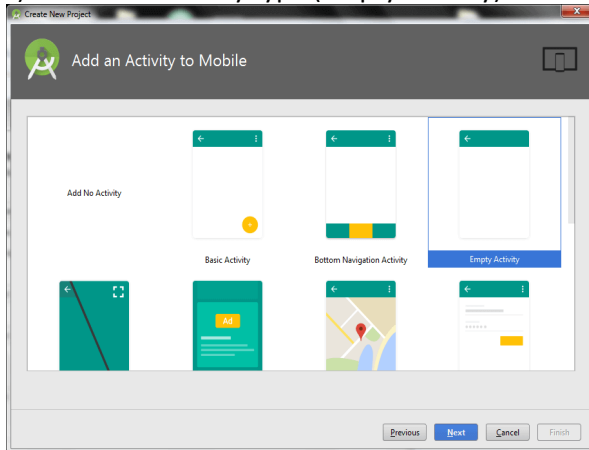 Create New Project
Add an Activity to Mobile
Add No Activity
Basic Activity
Bottom Navigation Activity
Empty Activity
Ad
Previous
Next
Cancel
Finish